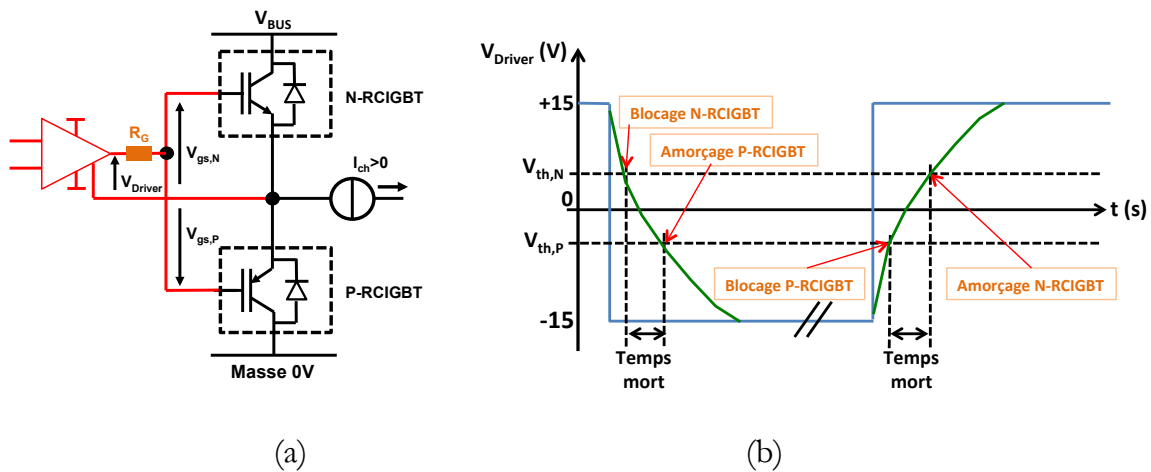 V_BUS
N-RCIGBT
R_G
V_gs,N
I_ch>0
V_Driver
V_gs,P
P-RCIGBT
Masse 0V
(a)
V_Driver (V)
+15
Blocage N-RCIGBT
Amorçage P-RCIGBT
V_th,N
0
t (s)
V_th,P
Blocage P-RCIGBT
Amorçage N-RCIGBT
-15
Temps
mort
Temps
mort
(b)